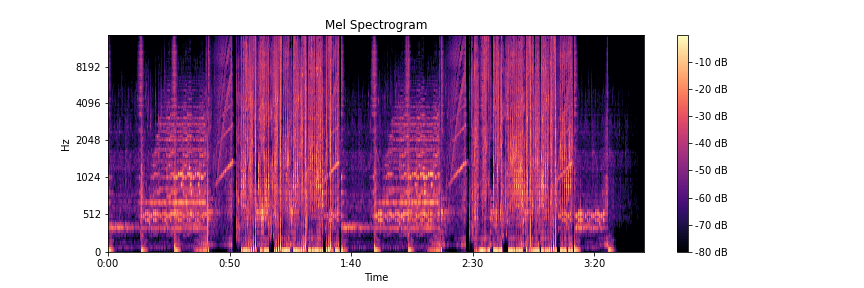 Mel Spectrogram
Hz
8192
4096
2048
1024
512
0
0:00
0:50
1:40
2:30
3:20
Time
-10 dB
-20 dB
-30 dB
-40 dB
-50 dB
-60 dB
-70 dB
-80 dB